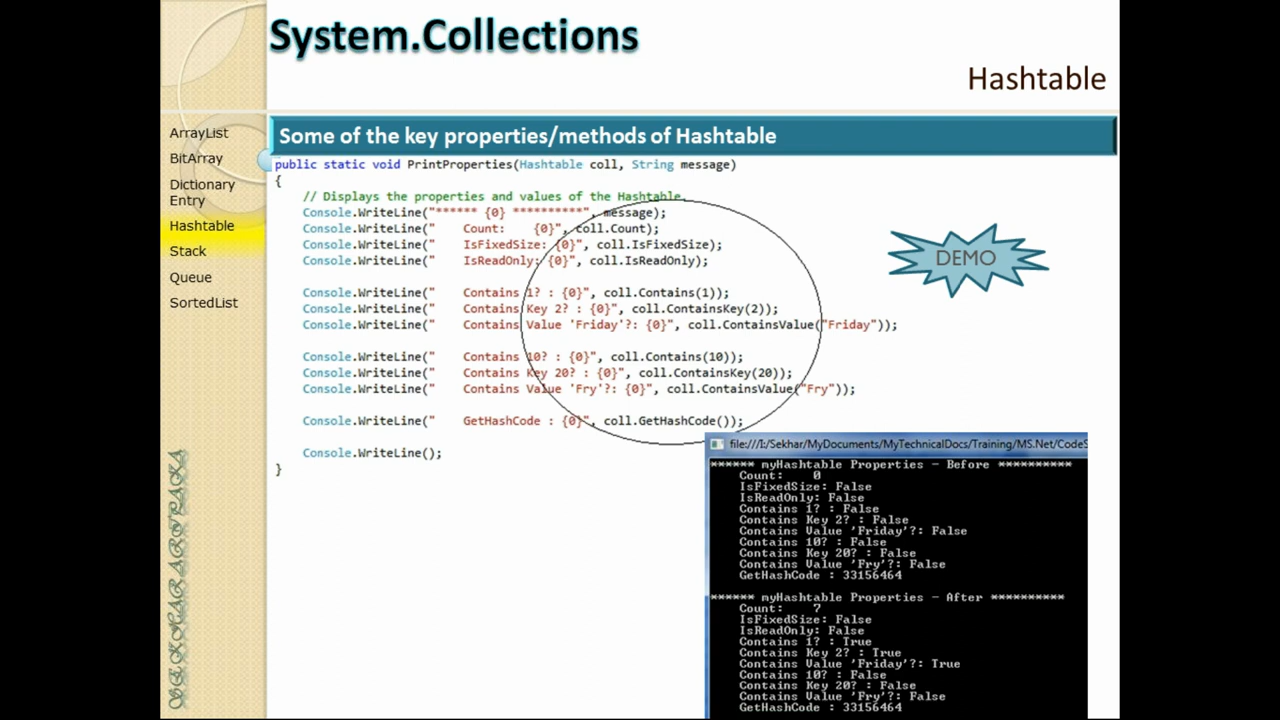 System.Collections
Hashtable
ArrayList
BitArray
Dictionary
Entry
Hashtable
Stack
Queue
SortedList
Some of the key properties/methods of Hashtable
public static void PrintProperties(Hashtable coll, String message)
{
// Displays the properties and values of the Hashtable.
Console.WriteLine("****** {0} **********", message);
Console.WriteLine("    Count:    {0}", coll.Count);
Console.WriteLine("    IsFixedSize: {0}", coll.IsFixedSize);
Console.WriteLine("    IsReadOnly: {0}", coll.IsReadOnly);
Console.WriteLine("    Contains 1? : {0}", coll.Contains(1));
Console.WriteLine("    Contains Key 2? : {0}", coll.ContainsKey(2));
Console.WriteLine("    Contains Value 'Friday'?: {0}", coll.ContainsValue("Friday"));
Console.WriteLine("    Contains 10? : {0}", coll.Contains(10));
Console.WriteLine("    Contains Key 20? : {0}", coll.ContainsKey(20));
Console.WriteLine("    Contains Value 'Fry'?: {0}", coll.ContainsValue("Fry"));
Console.WriteLine("    GetHashCode : {0}", coll.GetHashCode());
Console.WriteLine();
}
DEMO
file:///I:/Sekhar/MyDocuments/MyTechnicalDocs/Training/MS.Net/CodeS
****** myHashtable Properties - Before **********
Count:    0
IsFixedSize: False
IsReadOnly: False
Contains 1? : False
Contains Key 2? : False
Contains Value 'Friday'?: False
Contains 10? : False
Contains Key 20? : False
Contains Value 'Fry'?: False
GetHashCode : 33156464
****** myHashtable Properties - After **********
Count:    7
IsFixedSize: False
IsReadOnly: False
Contains 1? : True
Contains Key 2? : True
Contains Value 'Friday'?: True
Contains 10? : False
Contains Key 20? : False
Contains Value 'Fry'?: False
GetHashCode : 33156464